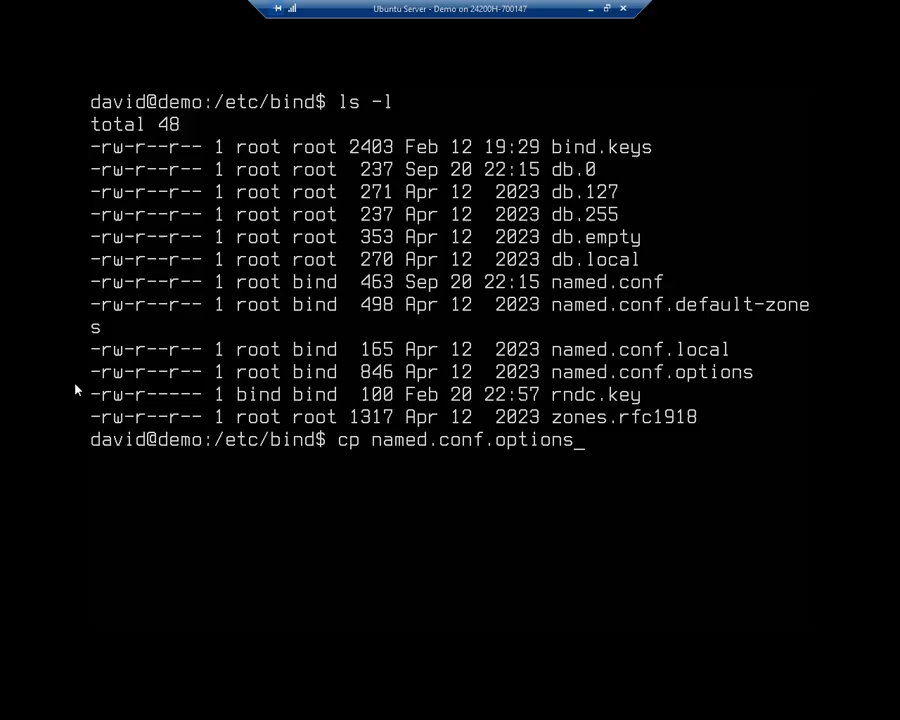 Ubuntu Server - Demo on 24200H-700147
david@demo:/etc/bind$ ls -l
total 48
-rw-r--r-- 1 root root 2403 Feb 12 19:29 bind.keys
-rw-r--r-- 1 root root  237 Sep 20 22:15 db.0
-rw-r--r-- 1 root root  271 Apr 12  2023 db.127
-rw-r--r-- 1 root root  237 Apr 12  2023 db.255
-rw-r--r-- 1 root root  353 Apr 12  2023 db.empty
-rw-r--r-- 1 root root  270 Apr 12  2023 db.local
-rw-r--r-- 1 root bind  463 Sep 20 22:15 named.conf
-rw-r--r-- 1 root bind  498 Apr 12  2023 named.conf.default-zone
s
-rw-r--r-- 1 root bind  165 Apr 12  2023 named.conf.local
-rw-r--r-- 1 root bind  846 Apr 12  2023 named.conf.options
-rw-r----- 1 bind bind  100 Feb 20 22:57 rndc.key
-rw-r--r-- 1 root root 1317 Apr 12  2023 zones.rfc1918
david@demo:/etc/bind$ cp named.conf.options_